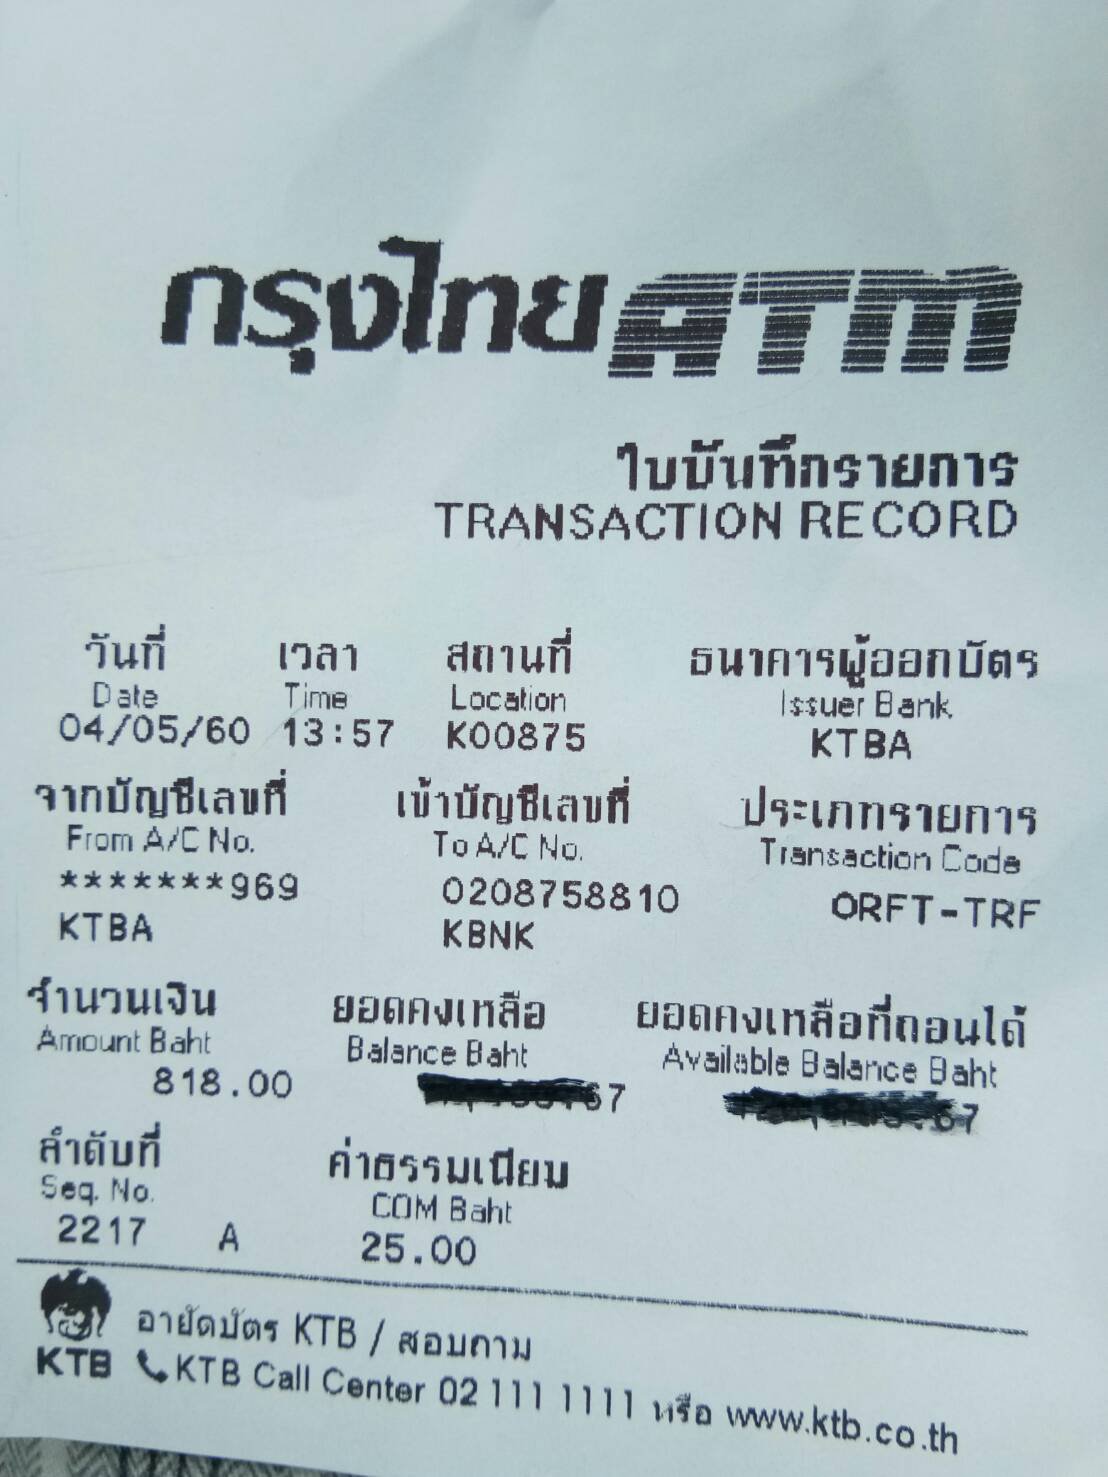 กรุงไทย ATM
ใบบันทึกรายการ
TRANSACTION RECORD
วันที่ เวลา สถานที่ ธนาคารผู้ออกบัตร
Date Time Location Issuer Bank
04/05/60 13:57 K00875 KTBA
จากบัญชีเลขที่ เข้าบัญชีเลขที่ ประเภทรายการ
From A/C No. To A/C No. Transaction Code
*******969 0208758810 ORFT-TRF
KTBA KBNK
จำนวนเงิน ยอดคงเหลือ ยอดคงเหลือที่ถอนได้
Amount Baht Balance Baht Available Balance Baht
818.00 67 67
ลำดับที่ ค่าธรรมเนียม
Seq. No. COM Baht
2217 A 25.00
อายัดบัตร KTB / สอบถาม
KTB KTB Call Center 02 111 1111 หรือ www.ktb.co.th